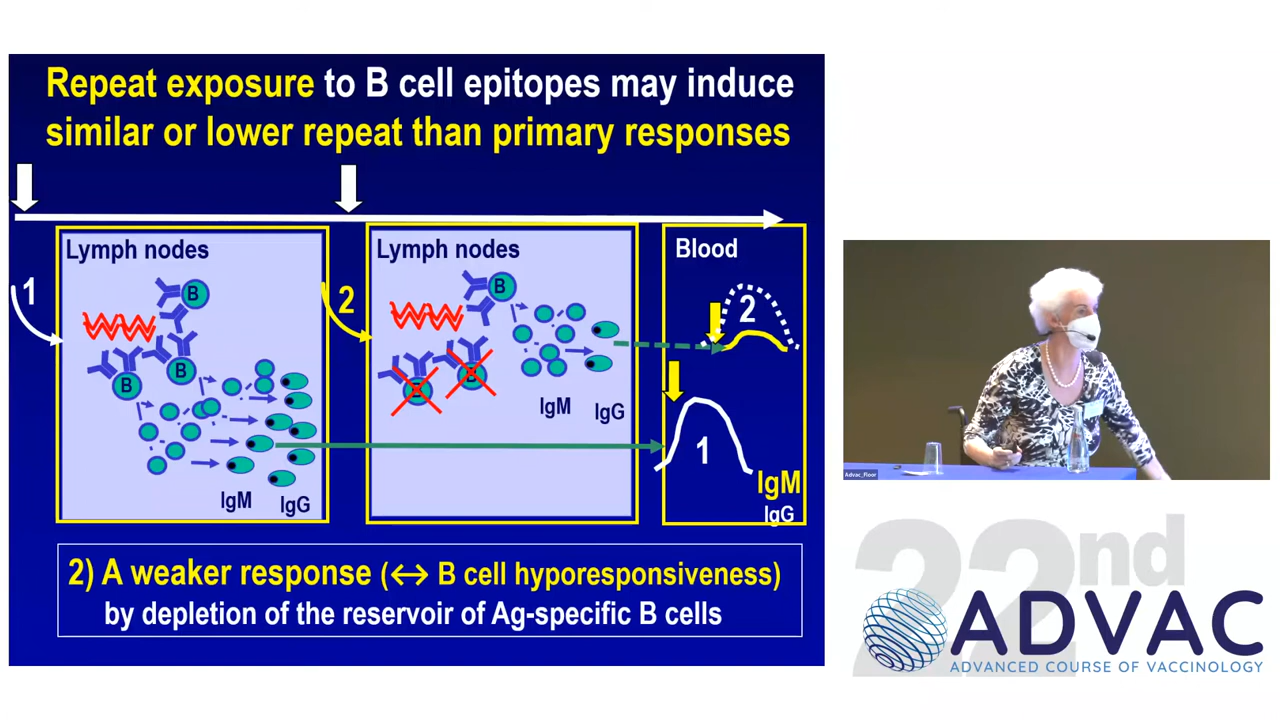 Repeat exposure to B cell epitopes may induce
similar or lower repeat than primary responses
Lymph nodes
1
B
B
B
IgM
IgG
Lymph nodes
2
B
B
B
IgM
IgG
Blood
2
1
IgM
IgG
2) A weaker response (↔ B cell hyporesponsiveness)
by depletion of the reservoir of Ag-specific B cells
Advac_Floor
22nd
ADVAC
ADVANCED COURSE OF VACCINOLOGY